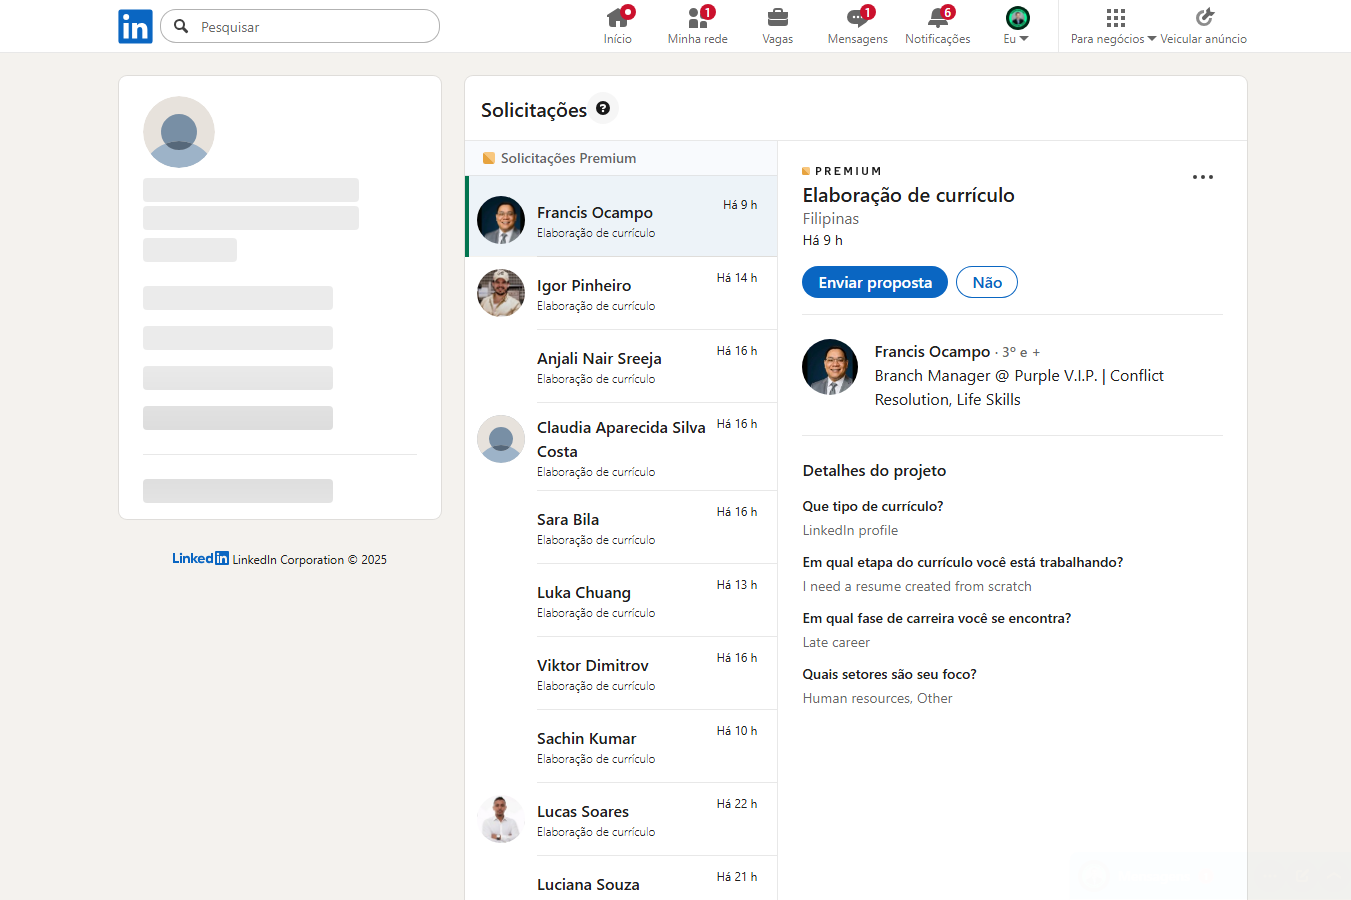 in
Pesquisar
Início
1
Minha rede
Vagas
1
Mensagens
6
Notificações
Eu
Para negócios
Veicular anúncio
Linkedin LinkedIn Corporation © 2025
Solicitações ?
Solicitações Premium
Francis Ocampo
Há 9 h
Elaboração de currículo
Igor Pinheiro
Há 14 h
Elaboração de currículo
Anjali Nair Sreeja
Há 16 h
Elaboração de currículo
Claudia Aparecida Silva
Costa
Há 16 h
Elaboração de currículo
Sara Bila
Há 16 h
Elaboração de currículo
Luka Chuang
Há 13 h
Elaboração de currículo
Viktor Dimitrov
Há 16 h
Elaboração de currículo
Sachin Kumar
Há 10 h
Elaboração de currículo
Lucas Soares
Há 22 h
Elaboração de currículo
Luciana Souza
Há 21 h
PREMIUM
Elaboração de currículo
Filipinas
Há 9 h
Enviar proposta
Não
Francis Ocampo · 3º e +
Branch Manager @ Purple V.I.P. | Conflict
Resolution, Life Skills
Detalhes do projeto
Que tipo de currículo?
LinkedIn profile
Em qual etapa do currículo você está trabalhando?
I need a resume created from scratch
Em qual fase de carreira você se encontra?
Late career
Quais setores são seu foco?
Human resources, Other